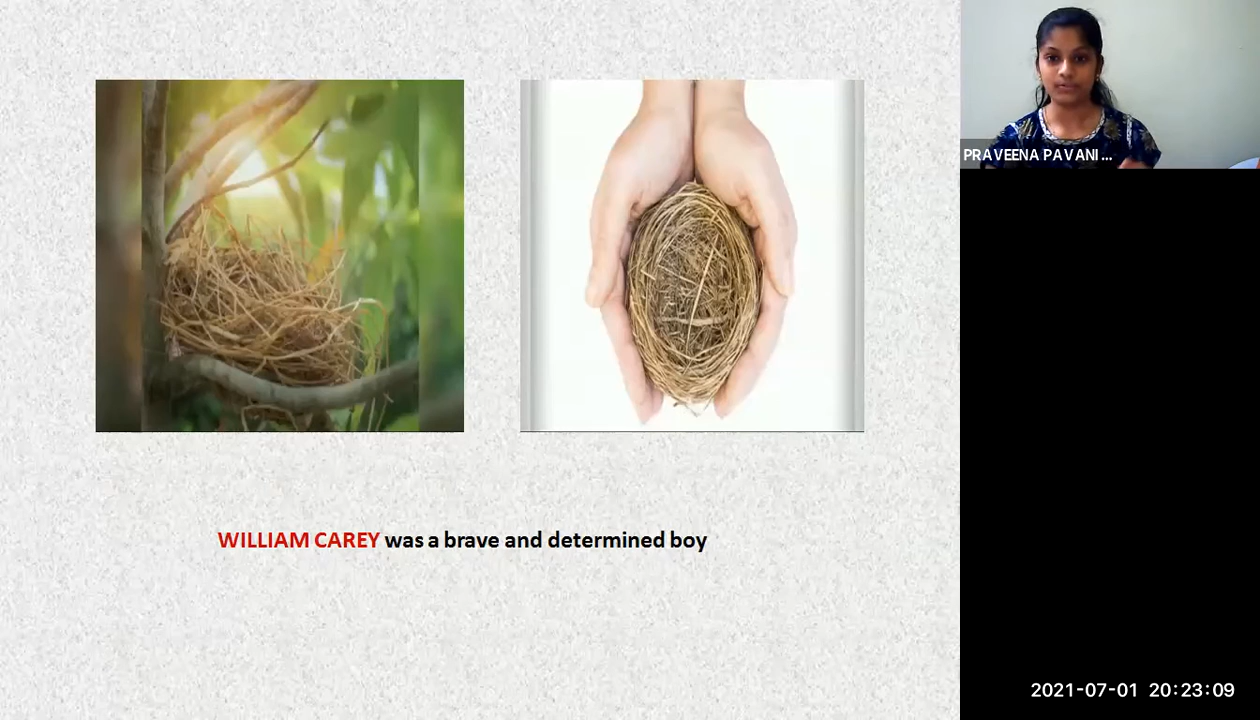 PRAVEENA PAVANI ...
WILLIAM CAREY was a brave and determined boy
2021-07-01 20:23:09